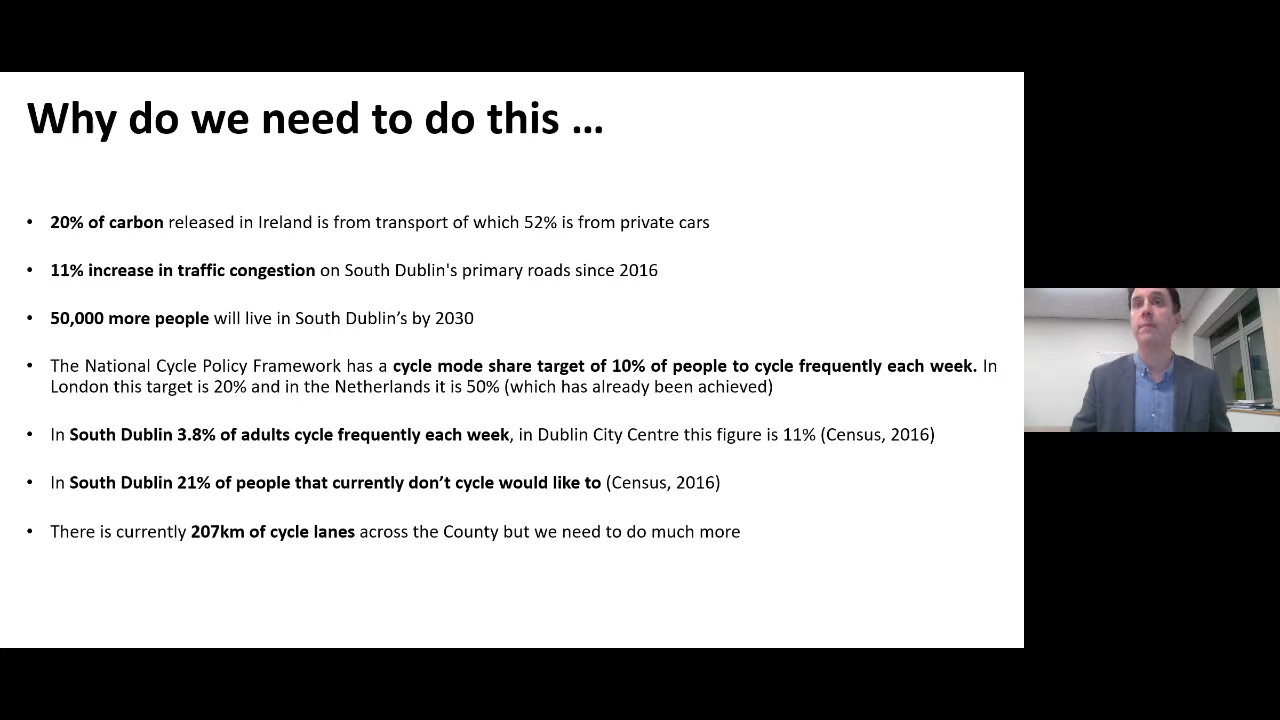 Why do we need to do this ...
• 20% of carbon released in Ireland is from transport of which 52% is from private cars
• 11% increase in traffic congestion on South Dublin's primary roads since 2016
• 50,000 more people will live in South Dublin’s by 2030
• The National Cycle Policy Framework has a cycle mode share target of 10% of people to cycle frequently each week. In
London this target is 20% and in the Netherlands it is 50% (which has already been achieved)
• In South Dublin 3.8% of adults cycle frequently each week, in Dublin City Centre this figure is 11% (Census, 2016)
• In South Dublin 21% of people that currently don’t cycle would like to (Census, 2016)
• There is currently 207km of cycle lanes across the County but we need to do much more